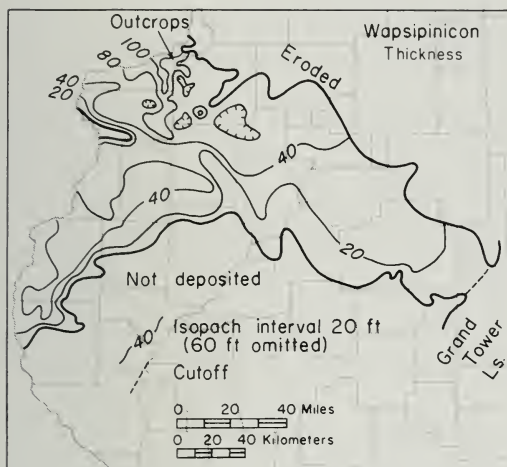 Outcrops
Wapsipinicon
Thickness
100
80
40
20
Eroded
40
40
20
Not deposited
40
Isopach interval 20 ft
(60 ft omitted)
Cutoff
Grand
Tower
Ls.
0 20 40 Miles
0 20 40 Kilometers